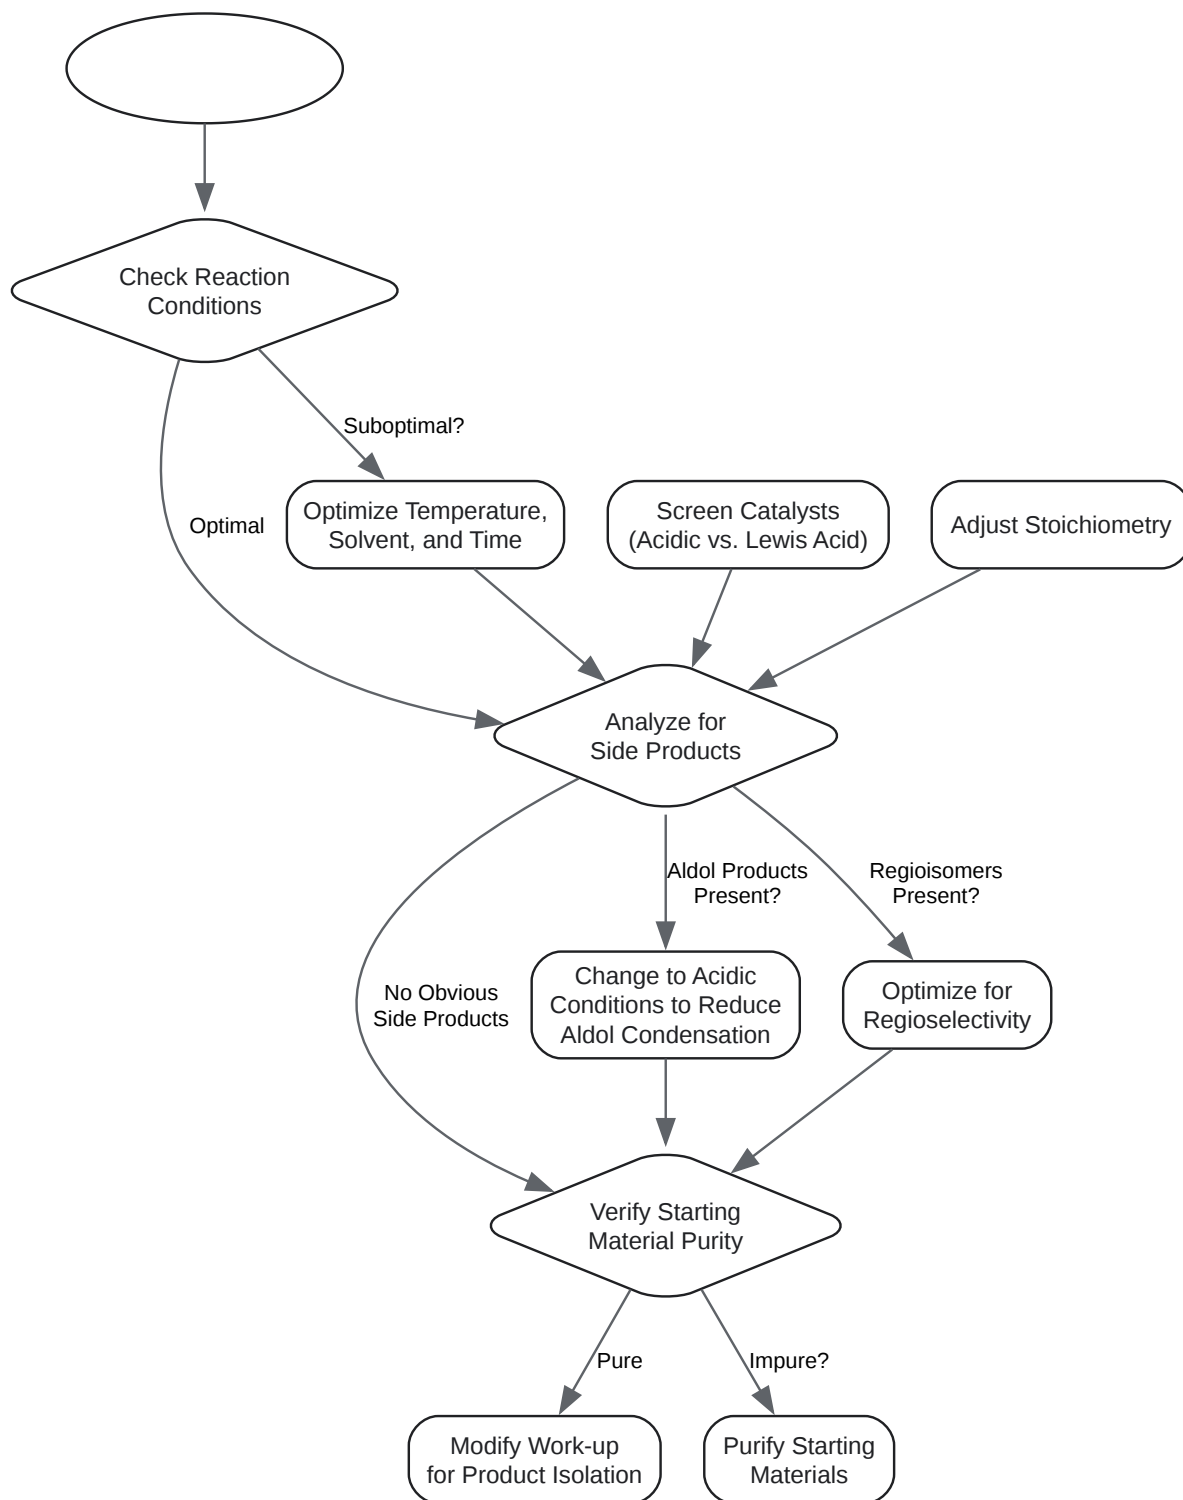 Check Reaction
Conditions
Suboptimal?
Optimal
Optimize Temperature,
Solvent, and Time
Screen Catalysts
(Acidic vs. Lewis Acid)
Adjust Stoichiometry
Analyze for
Side Products
Aldol Products
Present?
Regioisomers
Present?
No Obvious
Side Products
Change to Acidic
Conditions to Reduce
Aldol Condensation
Optimize for
Regioselectivity
Verify Starting
Material Purity
Pure
Impure?
Modify Work-up
for Product Isolation
Purify Starting
Materials